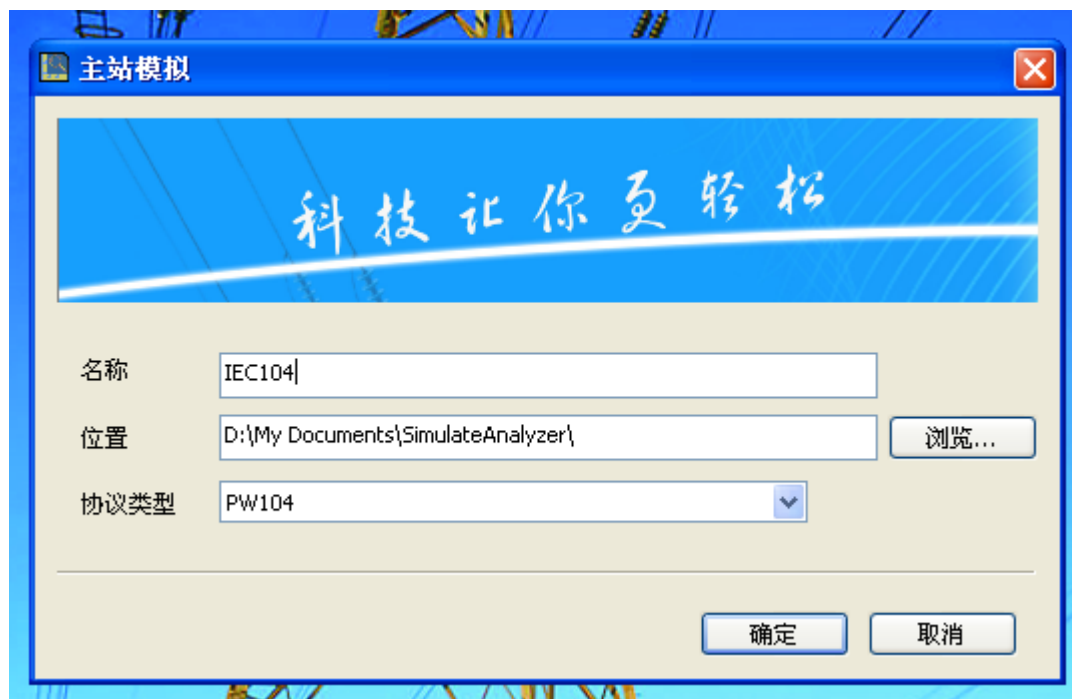 主站模拟
科技让你更轻松
名称 IEC104
位置 D:\My Documents\SimulateAnalyzer\ 浏览...
协议类型 PW104
确定 取消